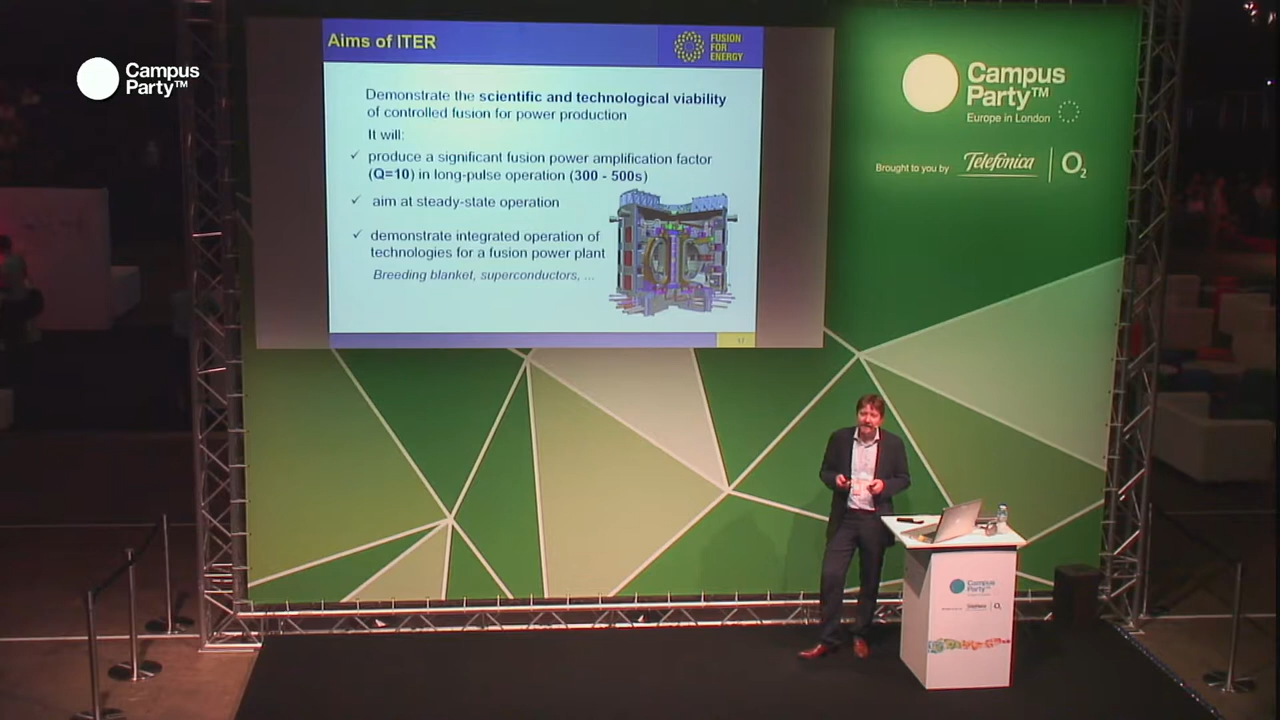 Campus
Party™
Aims of ITER
FUSION
FOR
ENERGY
Demonstrate the scientific and technological viability
of controlled fusion for power production
It will:
✓ produce a significant fusion power amplification factor
(Q=10) in long-pulse operation (300 - 500s)
✓ aim at steady-state operation
✓ demonstrate integrated operation of
technologies for a fusion power plant
Breeding blanket, superconductors, ...
Campus
Party™
Europe in London
Brought to you by Telefónica O2
Campus
Party™